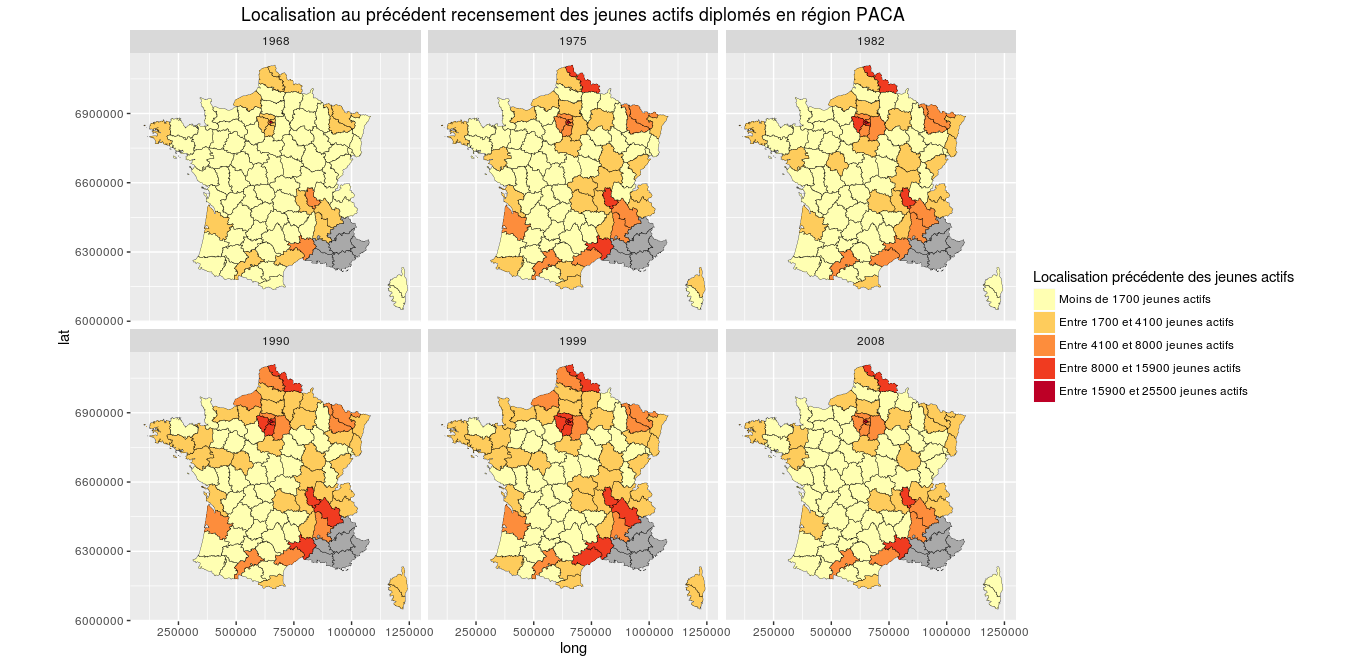 Localisation au précédent recensement des jeunes actifs diplomés en région PACA
1968 1975 1982
6900000
6600000
6300000
6000000
lat
1990 1999 2008
6900000
6600000
6300000
6000000
250000 500000 750000 1000000 1250000 250000 500000 750000 1000000 1250000 250000 500000 750000 1000000 1250000
long
Localisation précédente des jeunes actifs
Moins de 1700 jeunes actifs
Entre 1700 et 4100 jeunes actifs
Entre 4100 et 8000 jeunes actifs
Entre 8000 et 15900 jeunes actifs
Entre 15900 et 25500 jeunes actifs